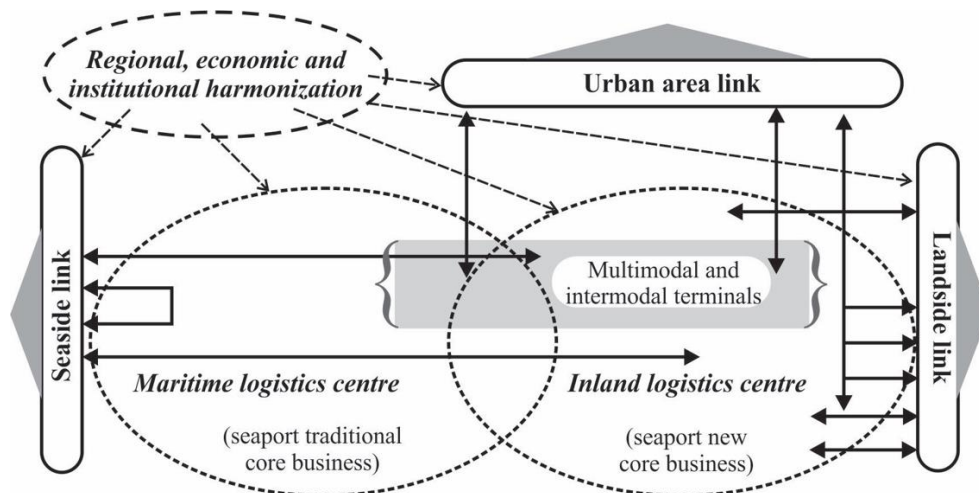 Regional, economic and
institutional harmonization
Urban area link
Seaside link
Landside link
Multimodal and
intermodal terminals
Maritime logistics centre
Inland logistics centre
(seaport traditional
core business)
(seaport new
core business)